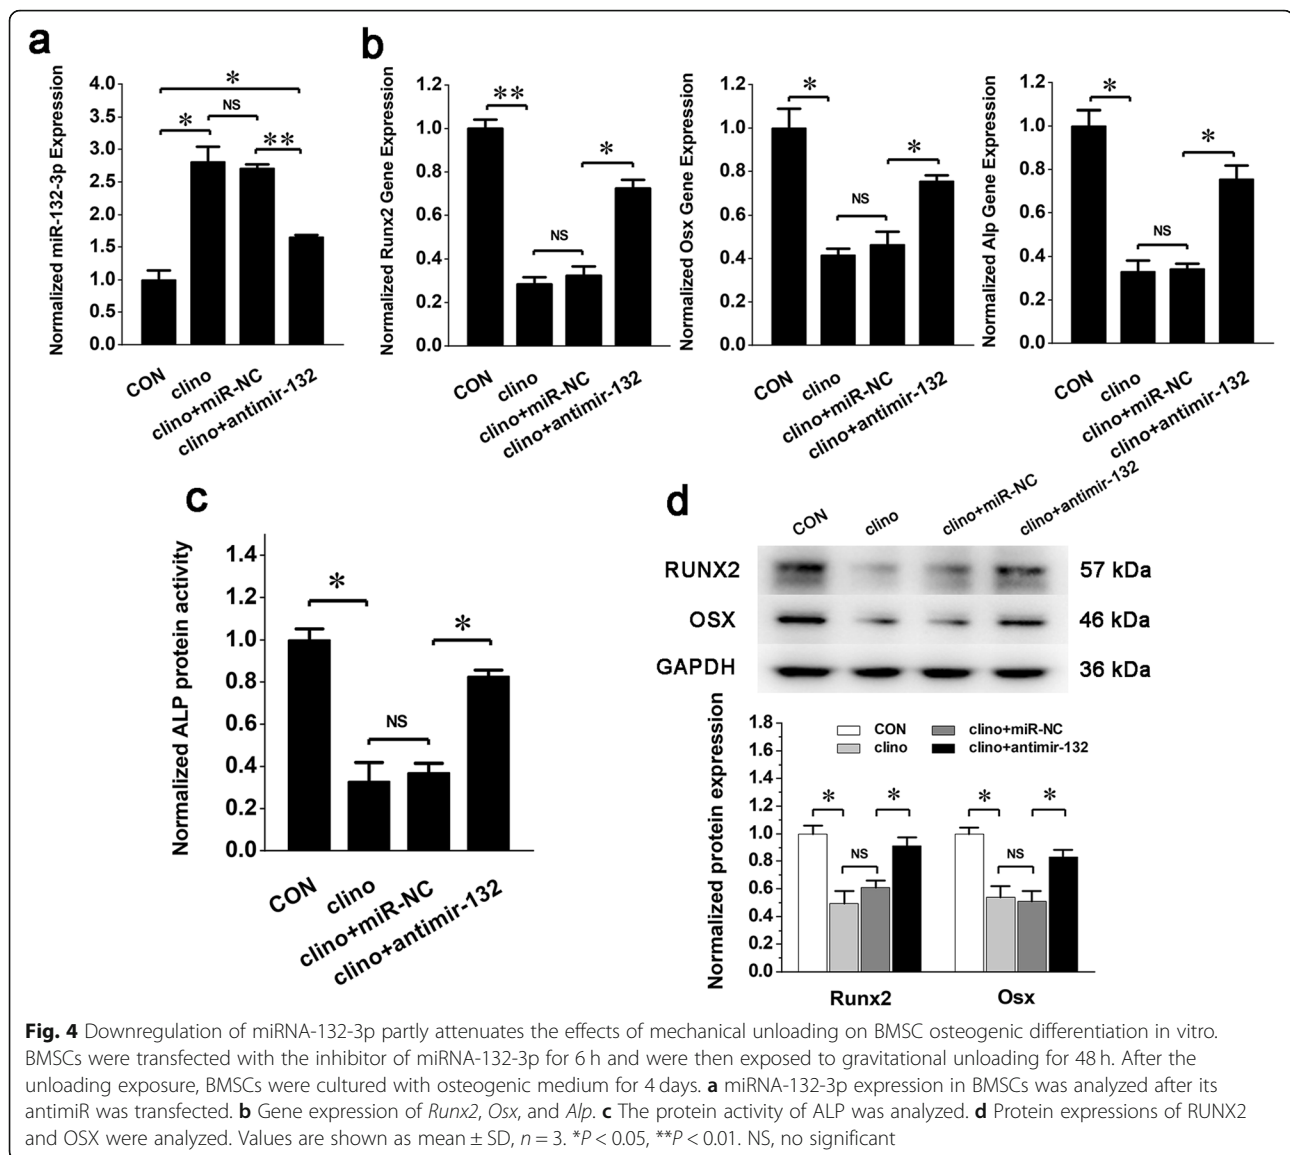 a
Normalized miR-132-3p Expression
4.0
3.5
3.0
2.5
2.0
1.5
1.0
0.5
0.0
*
*
NS
**
CON
clino
clino+miR-NC
clino+antimir-132
b
Normalized Runx2 Gene Expression
1.2
1.0
0.8
0.6
0.4
0.2
0.0
**
NS
*
CON
clino
clino+miR-NC
clino+antimir-132
Normalized Osx Gene Expression
1.2
1.0
0.8
0.6
0.4
0.2
0.0
*
NS
*
CON
clino
clino+miR-NC
clino+antimir-132
Normalized Alp Gene Expression
1.2
1.0
0.8
0.6
0.4
0.2
0.0
*
NS
*
CON
clino
clino+miR-NC
clino+antimir-132
c
Normalized ALP protein activity
1.4
1.2
1.0
0.8
0.6
0.4
0.2
0.0
*
NS
*
CON
clino
clino+miR-NC
clino+antimir-132
d
CON
clino
clino+miR-NC
clino+antimir-132
RUNX2 57 kDa
OSX 46 kDa
GAPDH 36 kDa
Normalized protein expression
1.8
1.6
1.4
1.2
1.0
0.8
0.6
0.4
0.2
0.0
CON clino+miR-NC
clino clino+antimir-132
* NS *
* NS *
Runx2 Osx
Fig. 4 Downregulation of miRNA-132-3p partly attenuates the effects of mechanical unloading on BMSC osteogenic differentiation in vitro.
BMSCs were transfected with the inhibitor of miRNA-132-3p for 6 h and were then exposed to gravitational unloading for 48 h. After the
unloading exposure, BMSCs were cultured with osteogenic medium for 4 days. a miRNA-132-3p expression in BMSCs was analyzed after its
antimiR was transfected. b Gene expression of Runx2, Osx, and Alp. c The protein activity of ALP was analyzed. d Protein expressions of RUNX2
and OSX were analyzed. Values are shown as mean ± SD, n = 3. *P < 0.05, **P < 0.01. NS, no significant